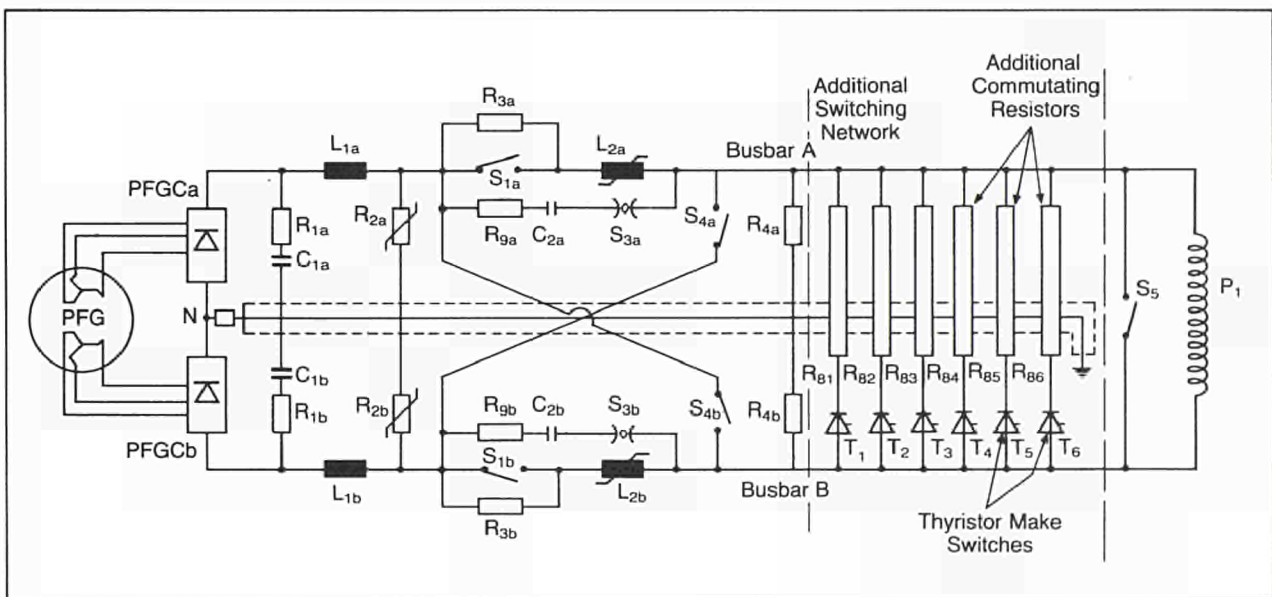 Additional
Switching
Network
Additional
Commutating
Resistors
R3a
L1a
L2a
Busbar A
S1a
PFGCa
R1a
R2a
R9a
C2a
S3a
S4a
R4a
C1a
PFG
N
S5
P1
C1b
R1b
R2b
R9b
C2b
S3b
S4b
R4b
R81
R82
R83
R84
R85
R86
T1
T2
T3
T4
T5
T6
PFGCb
S1b
L1b
L2b
Busbar B
R3b
Thyristor Make
Switches